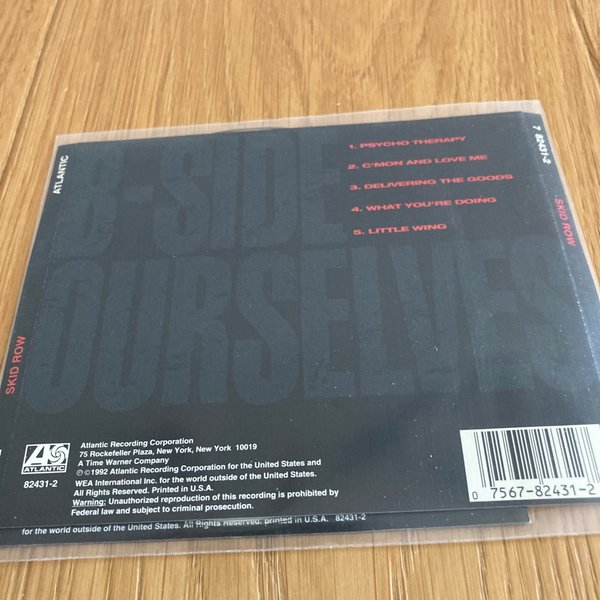 ATLANTIC
SKID ROW
B-SIDE
OURSELVES
1. PSYCHO THERAPY
2. C'MON AND LOVE ME
3. DELIVERING THE GOODS
4. WHAT YOU'RE DOING
5. LITTLE WING
7 82431-2
SKID ROW
ATLANTIC
82431-2
Atlantic Recording Corporation
75 Rockefeller Plaza, New York, New York 10019
A Time Warner Company
℗©1992 Atlantic Recording Corporation for the United States and
WEA International Inc. for the world outside of the United States.
All Rights Reserved. Printed in U.S.A.
Warning: Unauthorized reproduction of this recording is prohibited by
Federal law and subject to criminal prosecution.
0 7567-82431-2
for the world outside of the United States. All Rights Reserved. printed in U.S.A. 82431-2